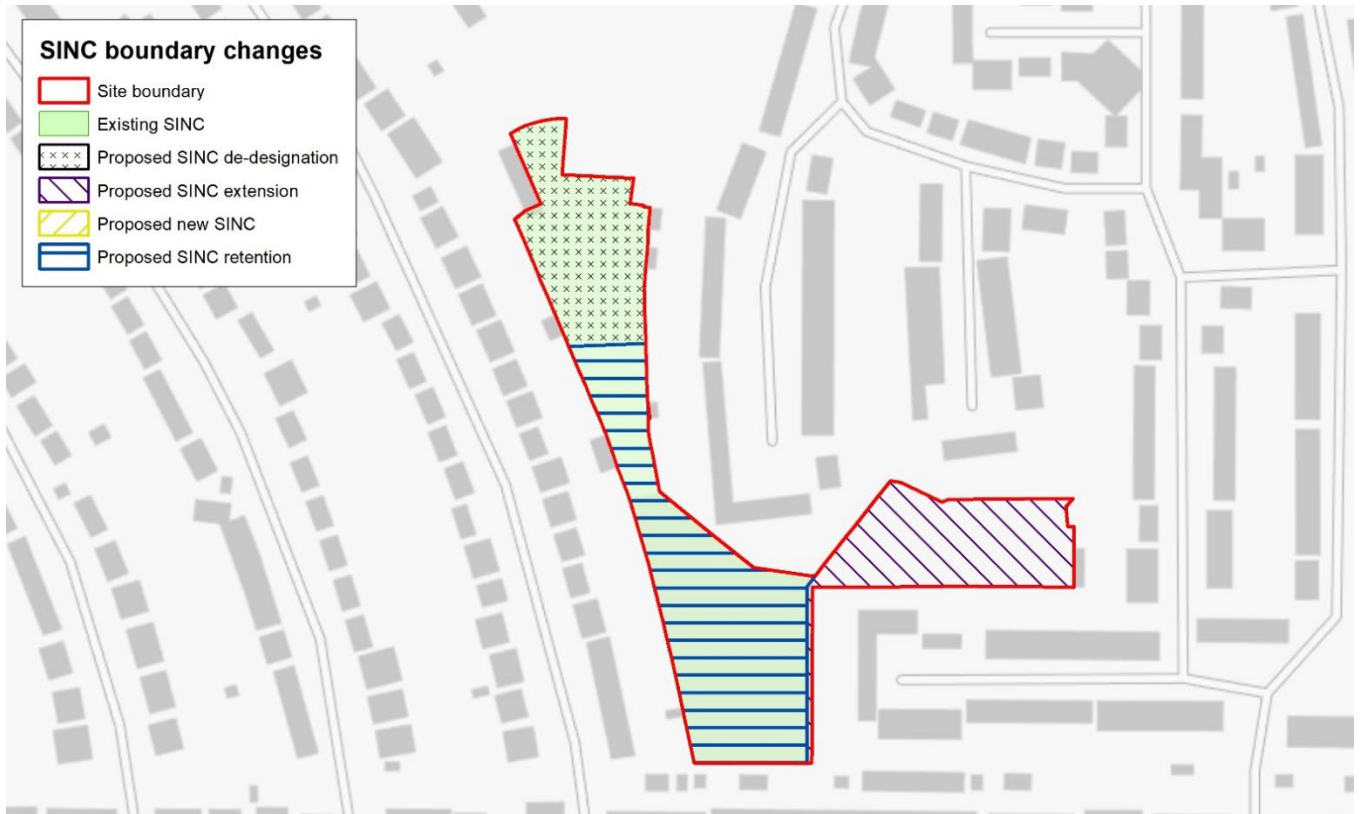 SINC boundary changes
Site boundary
Existing SINC
Proposed SINC de-designation
Proposed SINC extension
Proposed new SINC
Proposed SINC retention